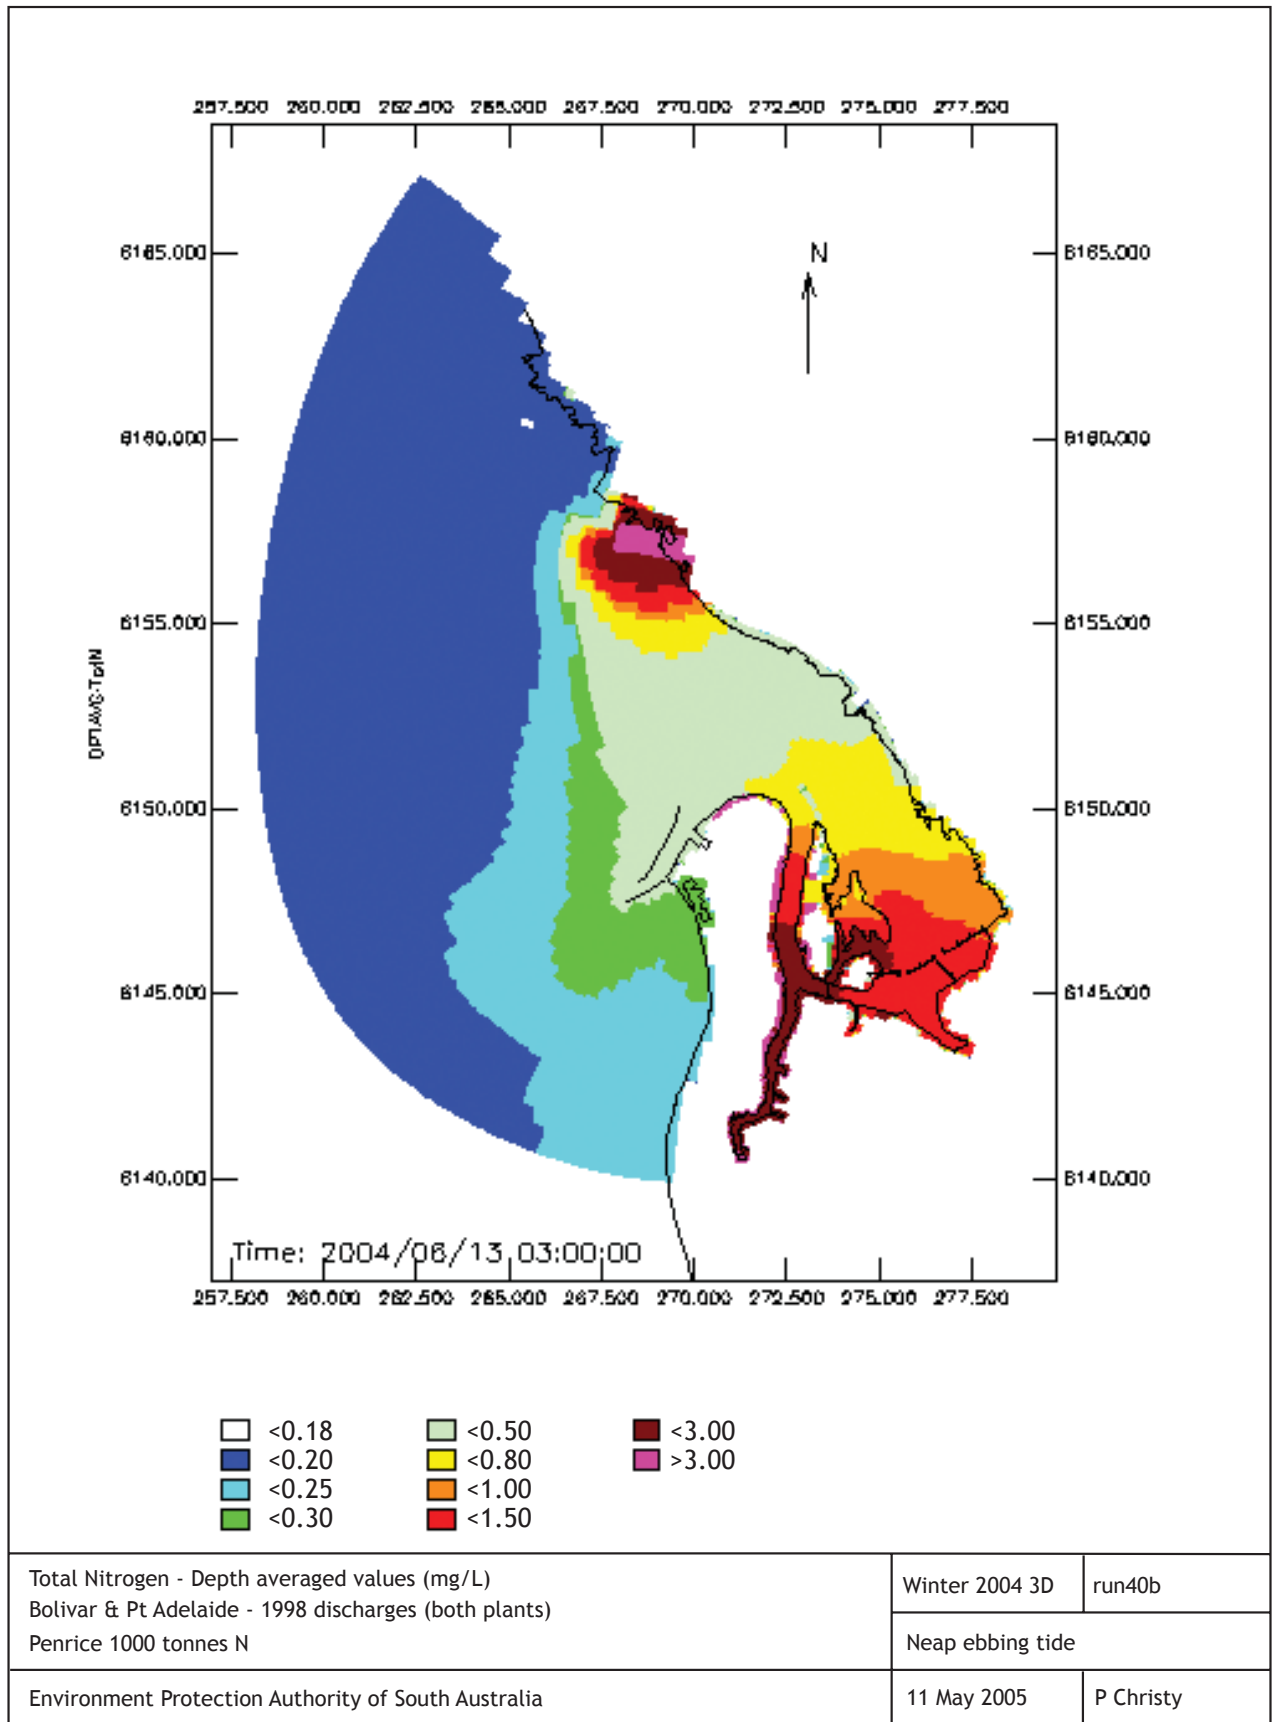 257.500 260.000 262.500 265.000 267.500 270.000 272.500 275.000 277.500
N
6165.000 6165.000
6160.000 6160.000
6155.000 6155.000
6150.000 6150.000
6145.000 6145.000
6140.000 6140.000
Time: 2004/06/13 03:00:00
257.500 260.000 262.500 265.000 267.500 270.000 272.500 275.000 277.500
<0.18 <0.50 <3.00
<0.20 <0.80 >3.00
<0.25 <1.00
<0.30 <1.50
Total Nitrogen - Depth averaged values (mg/L)
Bolivar & Pt Adelaide - 1998 discharges (both plants)
Penrice 1000 tonnes N
Winter 2004 3D run40b
Neap ebbing tide
Environment Protection Authority of South Australia
11 May 2005 P Christy